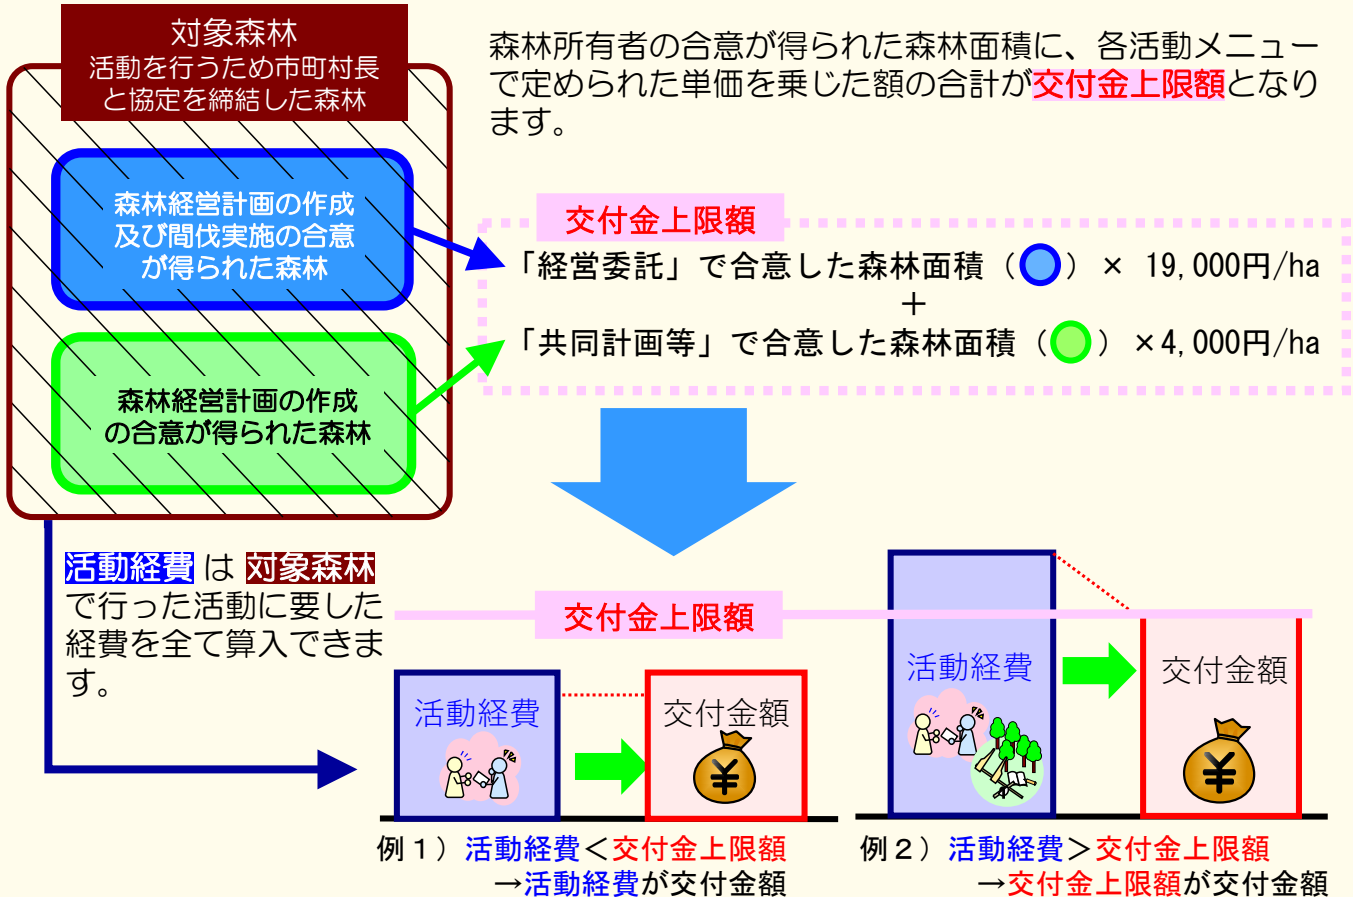 対象森林
活動を行うため市町村長
と協定を締結した森林
森林所有者の合意が得られた森林面積に、各活動メニュー
で定められた単価を乗じた額の合計が交付金上限額となり
ます。
森林経営計画の作成
及び間伐実施の合意
が得られた森林
交付金上限額
「経営委託」で合意した森林面積（　）× 19,000円/ha
＋
「共同計画等」で合意した森林面積（　）×4,000円/ha
森林経営計画の作成
の合意が得られた森林
活動経費 は 対象森林
で行った活動に要した
経費を全て算入できま
す。
交付金上限額
活動経費
交付金額
¥
活動経費
交付金額
¥
例１）活動経費＜交付金上限額
→活動経費が交付金額
例２）活動経費＞交付金上限額
→交付金上限額が交付金額